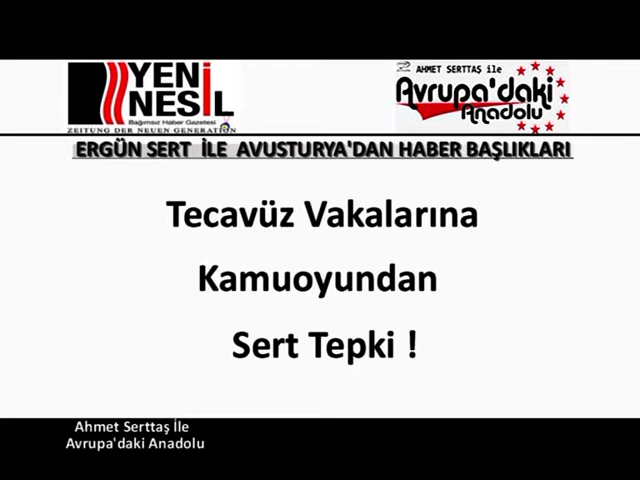 YENİ
NESİL
Bağımsız Haber Gazetesi
ZEITUNG DER NEUEN GENERATION
AHMET SERTTAŞ ile
Avrupa'daki
Anadolu
ERGÜN SERT İLE AVUSTURYA'DAN HABER BAŞLIKLARI
Tecavüz Vakalarına
Kamuoyundan
Sert Tepki !
Ahmet Serttaş İle
Avrupa'daki Anadolu